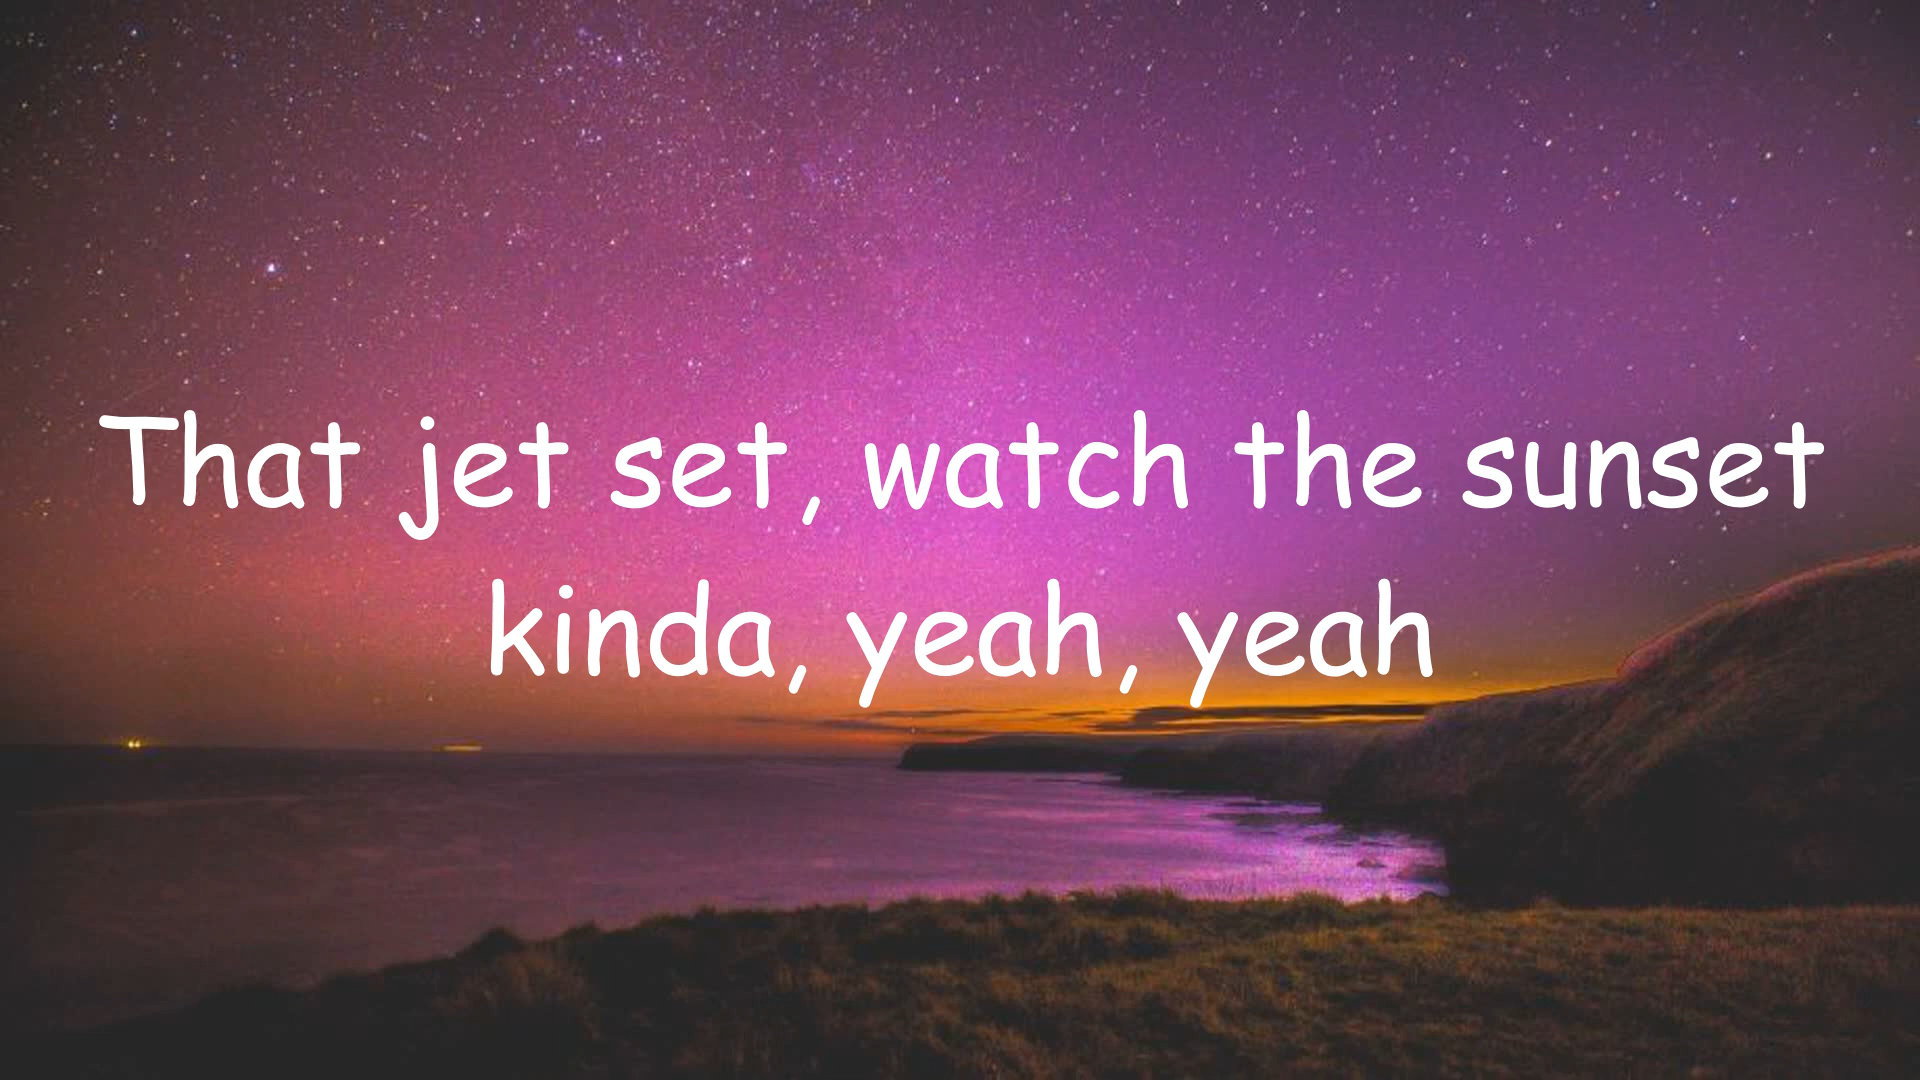 That jet set, watch the sunset
kinda, yeah, yeah